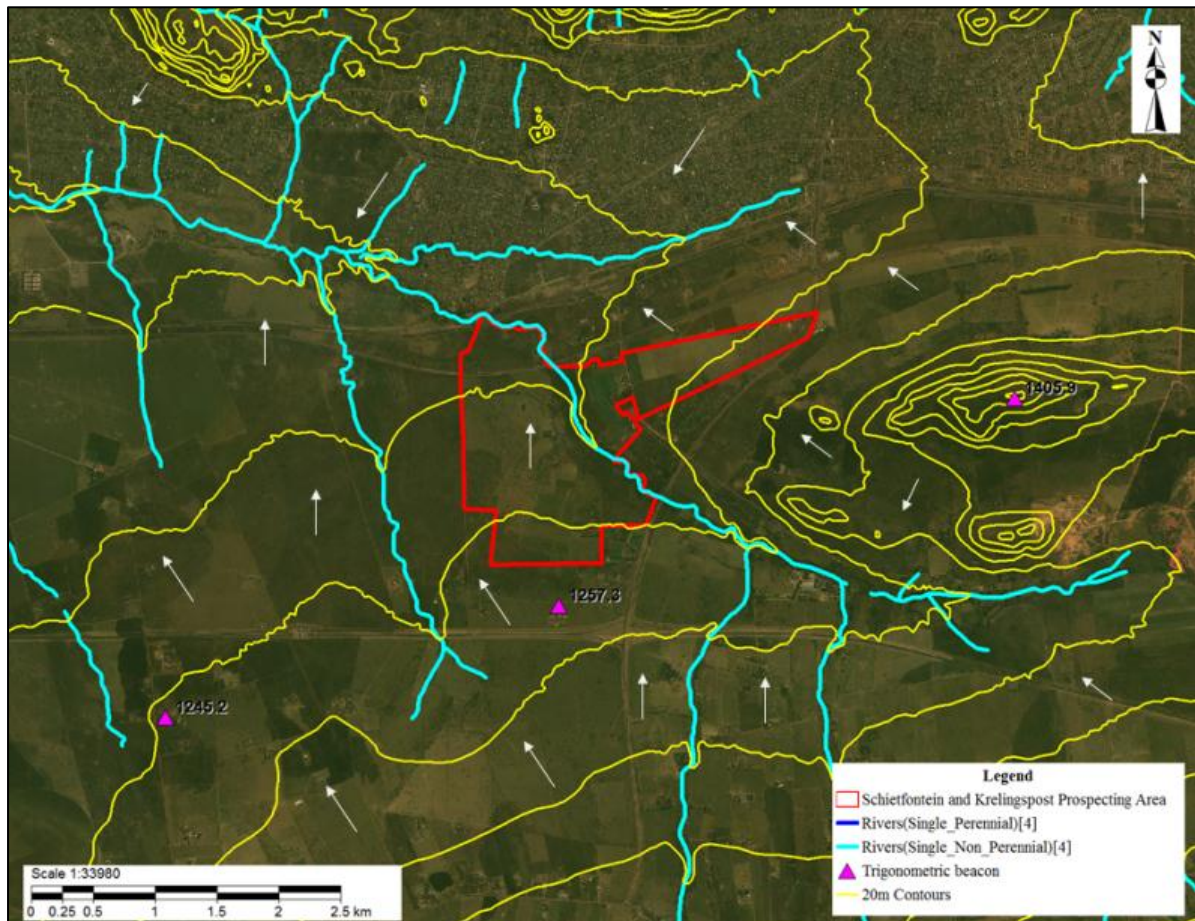 N
1405.9
1257.3
1245.2
Legend
Schietfontein and Krelingspost Prospecting Area
Rivers(Single_Perennial)[4]
Rivers(Single_Non_Perennial)[4]
Trigonometric beacon
20m Contours
Scale 1:33980
0 0.25 0.5 1 1.5 2 2.5 km